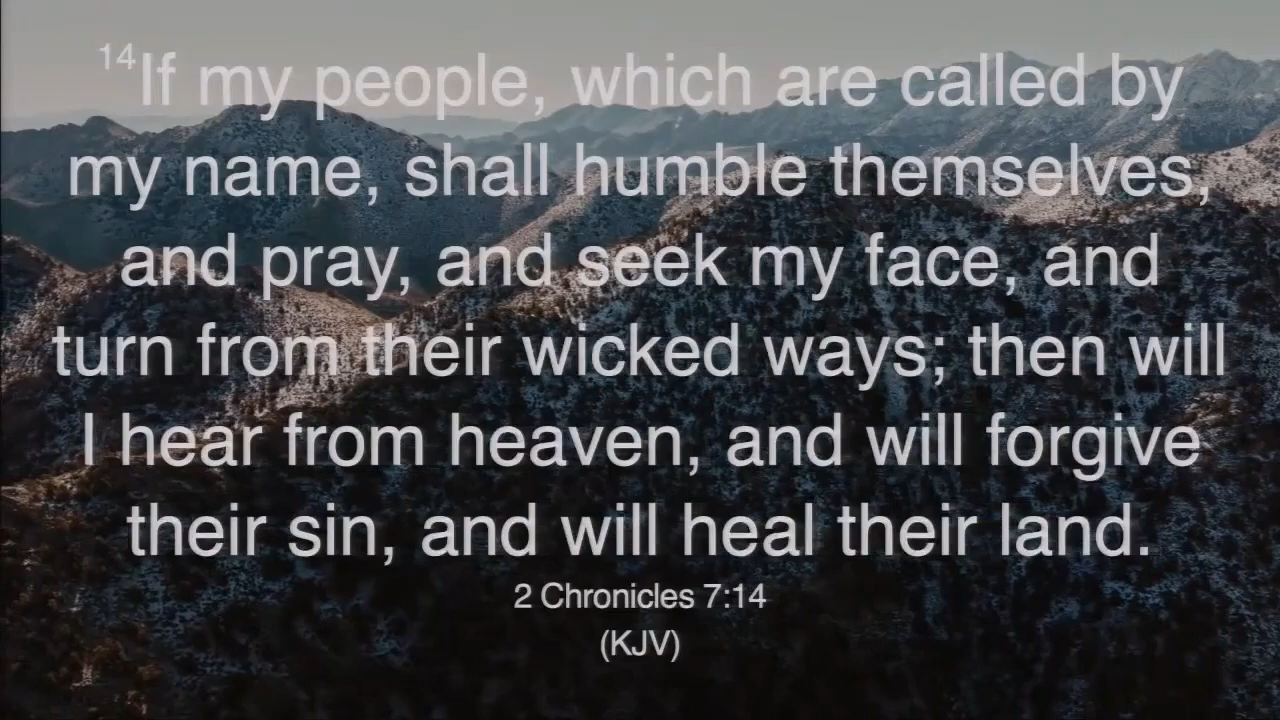 14If my people, which are called by
my name, shall humble themselves,
and pray, and seek my face, and
turn from their wicked ways; then will
I hear from heaven, and will forgive
their sin, and will heal their land.
2 Chronicles 7:14
(KJV)